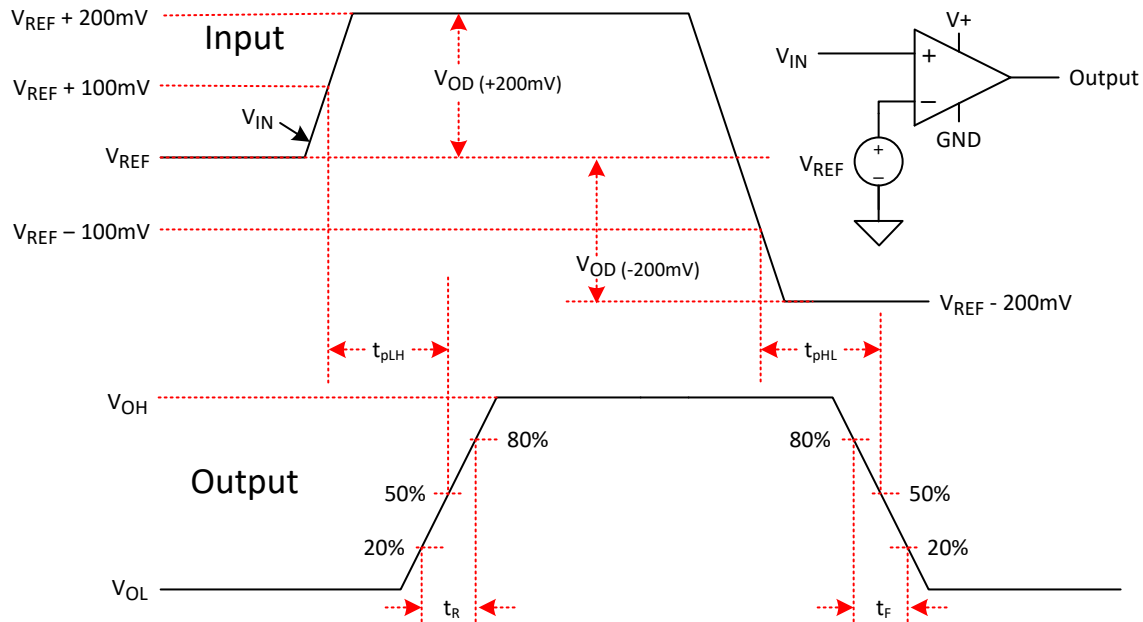 VREF + 200mV
Input
V+
VIN
+
Output
VOD (+200mV)
VREF + 100mV
−
VIN
GND
VREF
VREF
+
−
VREF – 100mV
VOD (-200mV)
VREF - 200mV
tpLH
tpHL
VOH
80%
80%
Output
50%
50%
20%
20%
VOL
tR
tF